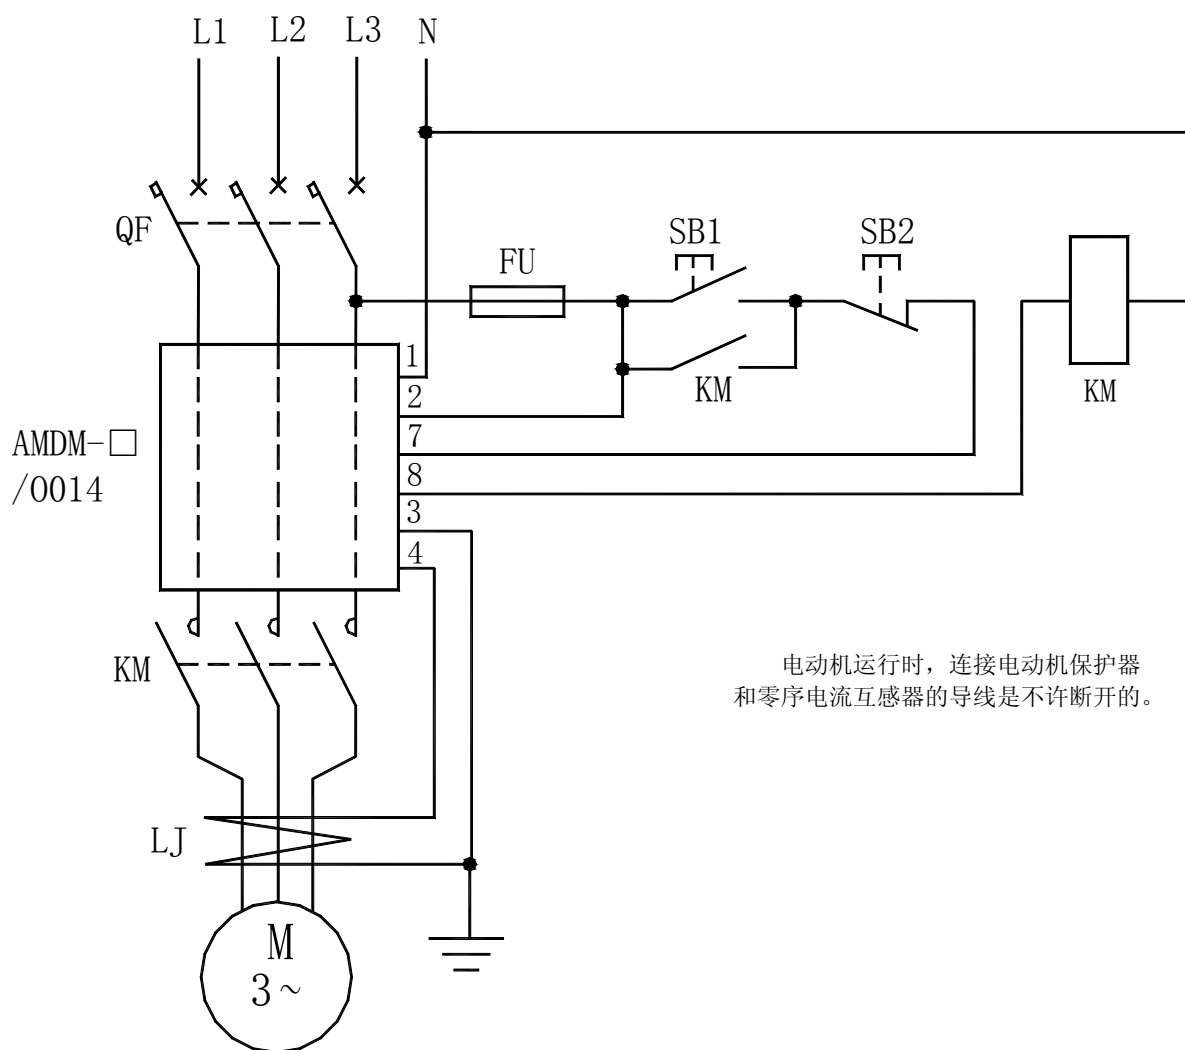 L1 L2 L3 N
QF
FU
SB1
SB2
1
2
7
8
3
4
KM
KM
AMDM-□
/0014
KM
电动机运行时，连接电动机保护器
和零序电流互感器的导线是不许断开的。
LJ
M
3~